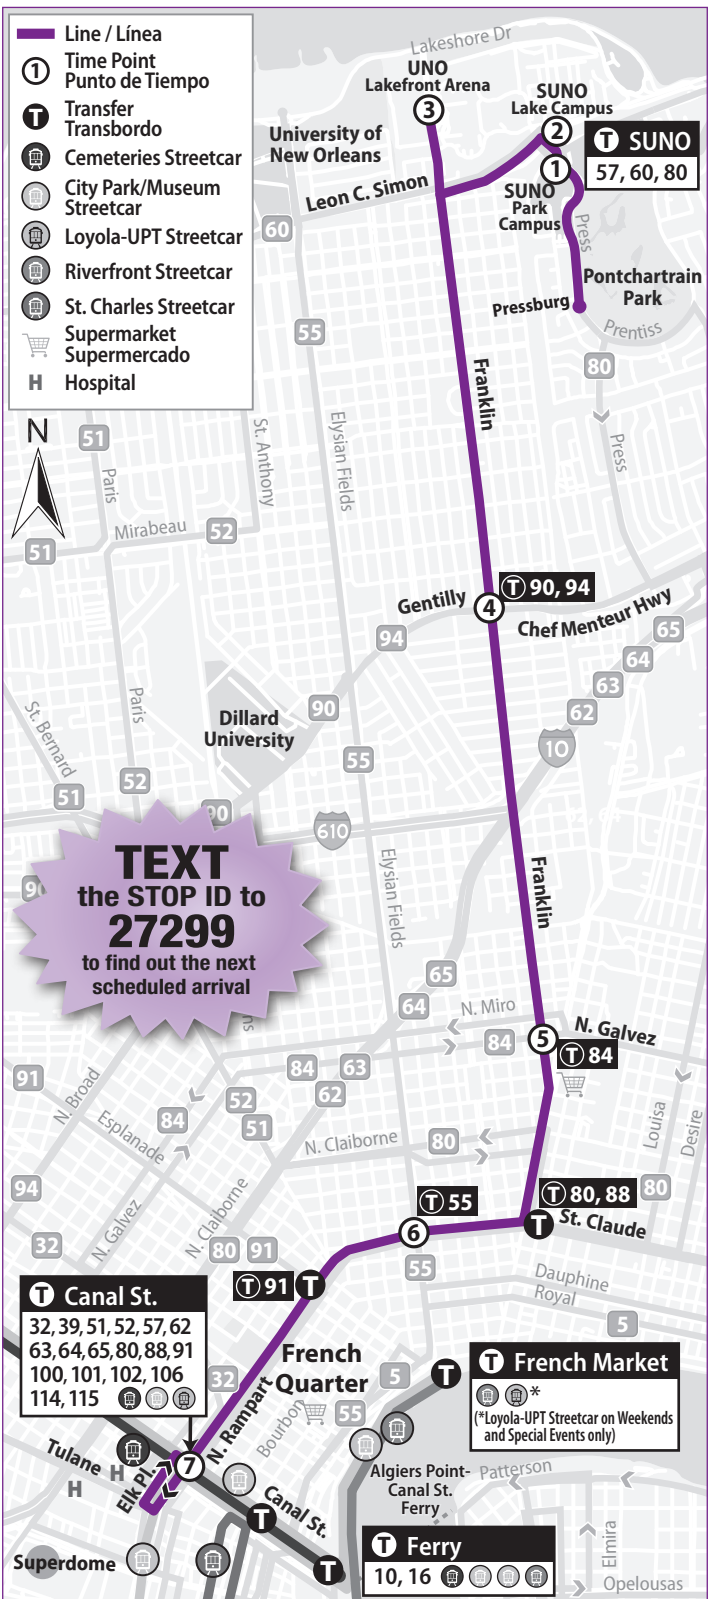 Line / Línea
1
Time Point
Punto de Tiempo
T
Transfer
Transbordo
Cemeteries Streetcar
City Park/Museum
Streetcar
Loyola-UPT Streetcar
Riverfront Streetcar
St. Charles Streetcar
Supermarket
Supermercado
H
Hospital
N
Lakeshore Dr
UNO
Lakefront Arena
3
SUNO
Lake Campus
2
T SUNO
57, 60, 80
University of
New Orleans
1
SUNO
Park
Campus
Leon C. Simon
60
Press
Pontchartrain
Park
Pressburg
Prentiss
55
80
Franklin
51
Paris
St. Anthony
Elysian Fields
Press
Mirabeau
52
51
T 90, 94
Gentilly
4
Chef Menteur Hwy
94
65
64
63
62
Paris
90
Dillard
University
St. Bernard
10
55
52
51
90
610
TEXT
the STOP ID to
27299
to find out the next
scheduled arrival
Elysian Fields
Franklin
65
64
N. Miro
N. Galvez
5
84
T 84
84
63
62
91
N. Broad
52
51
84
Esplanade
N. Claiborne
80
Louisa
Desire
94
N. Galvez
N. Claiborne
T 55
T 80, 88
80
6
T
St. Claude
32
80
91
55
T 91
T
Dauphine
Royal
5
T Canal St.
32, 39, 51, 52, 57, 62
63, 64, 65, 80, 88, 91
100, 101, 102, 106
114, 115
32
N. Rampart
French
Quarter
5
T
T French Market
*
(*Loyola-UPT Streetcar on Weekends
and Special Events only)
Bourbon
55
7
Tulane
H
H
Elk Pl.
Canal St.
Algiers Point-
Canal St.
Ferry
Patterson
T
T
Superdome
T Ferry
10, 16
Elmira
Opelousas